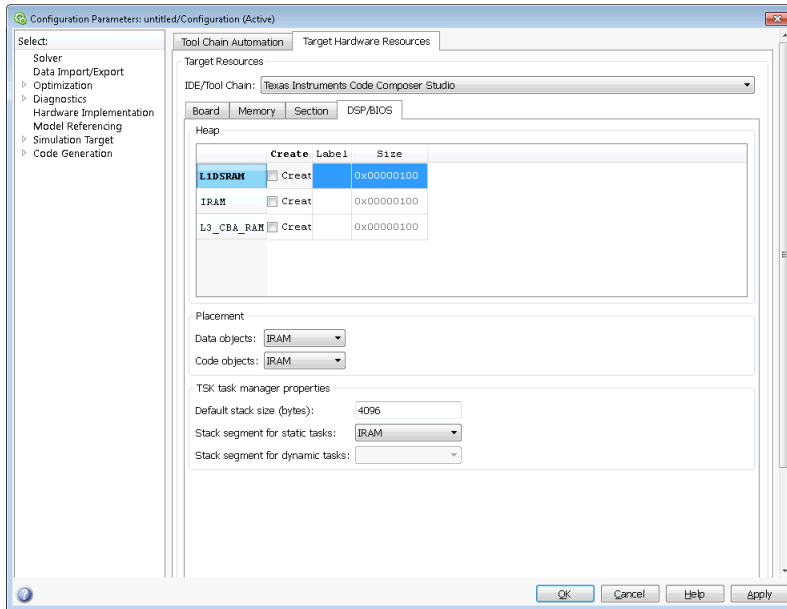 Configuration Parameters: untitled/Configuration (Active)
Select:
Solver
Data Import/Export
Optimization
Diagnostics
Hardware Implementation
Model Referencing
Simulation Target
Code Generation
Tool Chain Automation Target Hardware Resources
Target Resources
IDE/Tool Chain: Texas Instruments Code Composer Studio
Board Memory Section DSP/BIOS
Heap
Create Label Size
L1DSRAM Creat 0x00000100
IRAM Creat 0x00000100
L3_CBA_RAM Creat 0x00000100
Placement
Data objects: IRAM
Code objects: IRAM
TSK task manager properties
Default stack size (bytes): 4096
Stack segment for static tasks: IRAM
Stack segment for dynamic tasks:
OK Cancel Help Apply